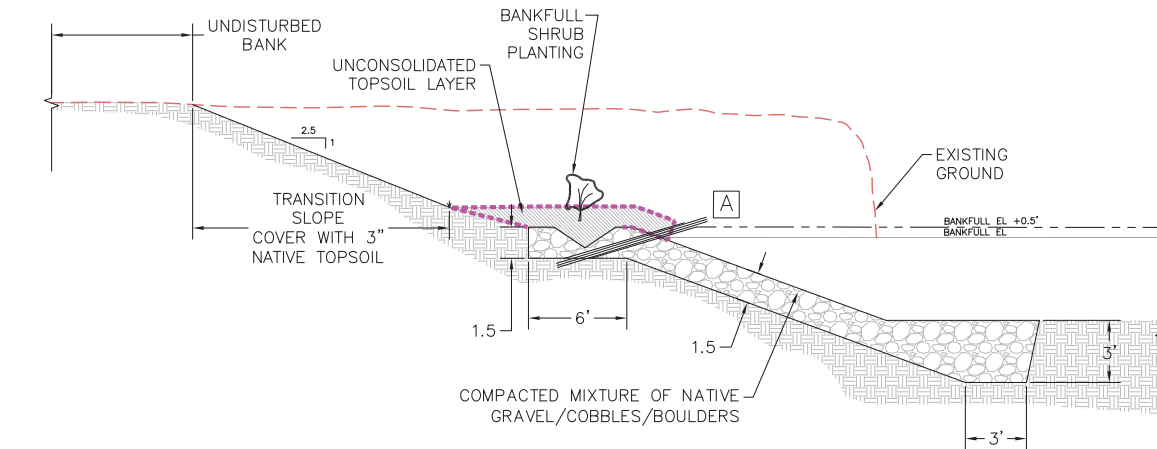 UNDISTURBED
BANK
BANKFULL
SHRUB
PLANTING
UNCONSOLIDATED
TOPSOIL LAYER
2.5
1
EXISTING
GROUND
TRANSITION
SLOPE
COVER WITH 3"
NATIVE TOPSOIL
A
BANKFULL EL +0.5'
BANKFULL EL
1.5
6'
1.5
3'
COMPACTED MIXTURE OF NATIVE
GRAVEL/COBBLES/BOULDERS
3'